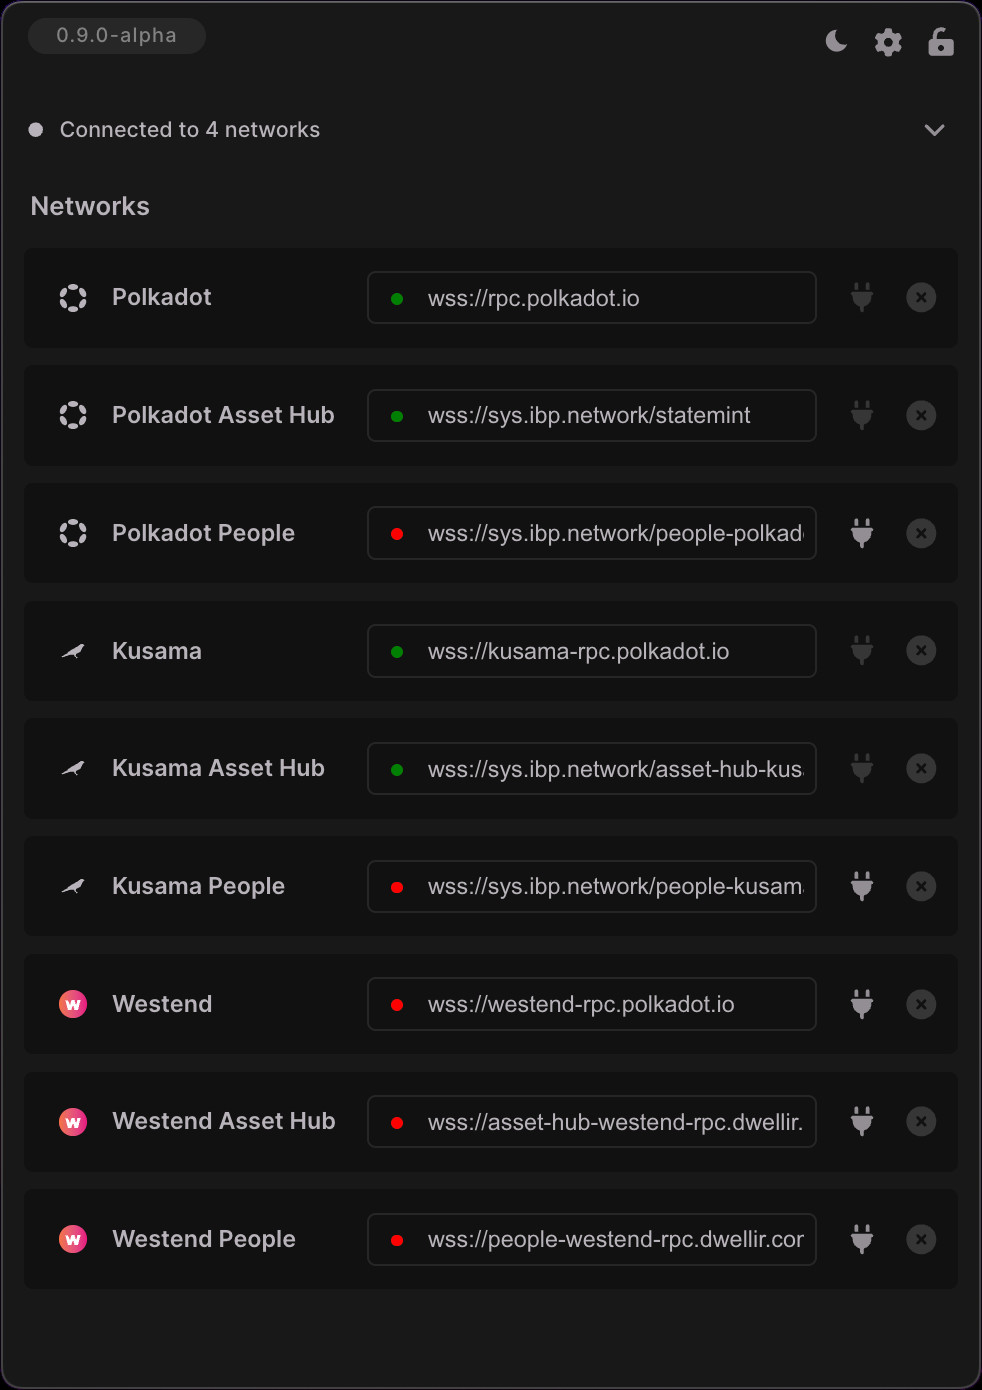 0.9.0-alpha
Connected to 4 networks
Networks
Polkadot wss://rpc.polkadot.io
Polkadot Asset Hub wss://sys.ibp.network/statemint
Polkadot People wss://sys.ibp.network/people-polkad
Kusama wss://kusama-rpc.polkadot.io
Kusama Asset Hub wss://sys.ibp.network/asset-hub-kus
Kusama People wss://sys.ibp.network/people-kusam
w Westend wss://westend-rpc.polkadot.io
w Westend Asset Hub wss://asset-hub-westend-rpc.dwellir.
w Westend People wss://people-westend-rpc.dwellir.cor